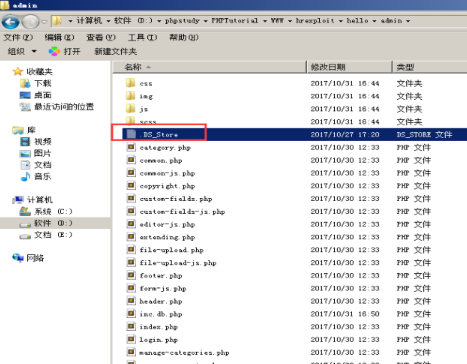 admin
计算机 软件 (D:) phpstudy PHPTutorial WWW hrexploit hello admin
文件(F) 编辑(E) 查看(V) 工具(T) 帮助(H)
组织 打开 新建文件夹
收藏夹
下载
桌面
最近访问的位置
库
视频
图片
文档
音乐
计算机
系统 (C:)
软件 (D:)
文档 (E:)
网络
名称 修改日期 类型
css 2017/10/31 16:44 文件夹
img 2017/10/31 16:44 文件夹
js 2017/10/31 16:44 文件夹
scss 2017/10/31 16:44 文件夹
.DS_Store 2017/10/27 17:20 DS_STORE 文件
category.php 2017/10/30 12:33 PHP 文件
common.php 2017/10/30 12:33 PHP 文件
common-js.php 2017/10/30 12:33 PHP 文件
copyright.php 2017/10/30 12:33 PHP 文件
custom-fields.php 2017/10/30 12:33 PHP 文件
custom-fields-js.php 2017/10/30 12:33 PHP 文件
editor-js.php 2017/10/30 12:33 PHP 文件
extending.php 2017/10/30 12:33 PHP 文件
file-upload.php 2017/10/30 12:33 PHP 文件
file-upload-js.php 2017/10/30 12:33 PHP 文件
footer.php 2017/10/30 12:33 PHP 文件
form-js.php 2017/10/30 12:33 PHP 文件
header.php 2017/10/30 12:33 PHP 文件
inc.db.php 2017/10/31 16:50 PHP 文件
index.php 2017/10/30 12:33 PHP 文件
login.php 2017/10/30 12:33 PHP 文件
manage-categories.php 2017/10/30 12:33 PHP 文件